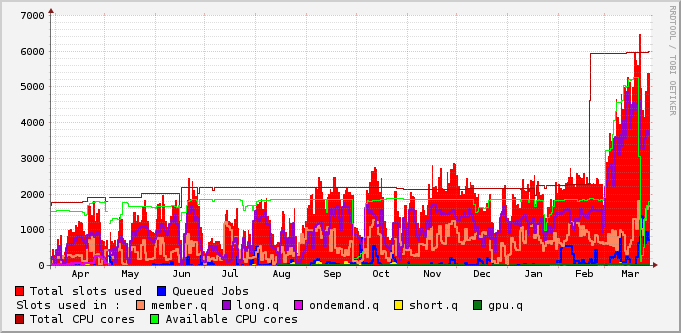 7000
6000
5000
4000
3000
2000
1000
0
Apr May Jun Jul Aug Sep Oct Nov Dec Jan Feb Mar
Total slots used Queued Jobs
Slots used in : member.q long.q ondemand.q short.q gpu.q
Total CPU cores Available CPU cores
RRDTOOL / TOBI OETIKER